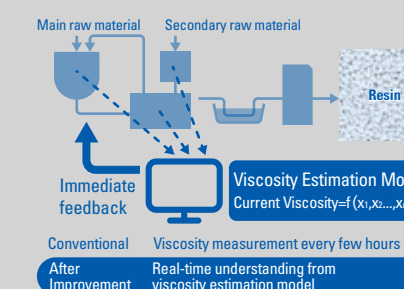 Main raw material Secondary raw material
Resin
Immediate
feedback
Viscosity Estimation Mo
Current Viscosity=f (x₁,x₂...,x
Conventional Viscosity measurement every few hours
After Real-time understanding from
Improvement viscosity estimation model